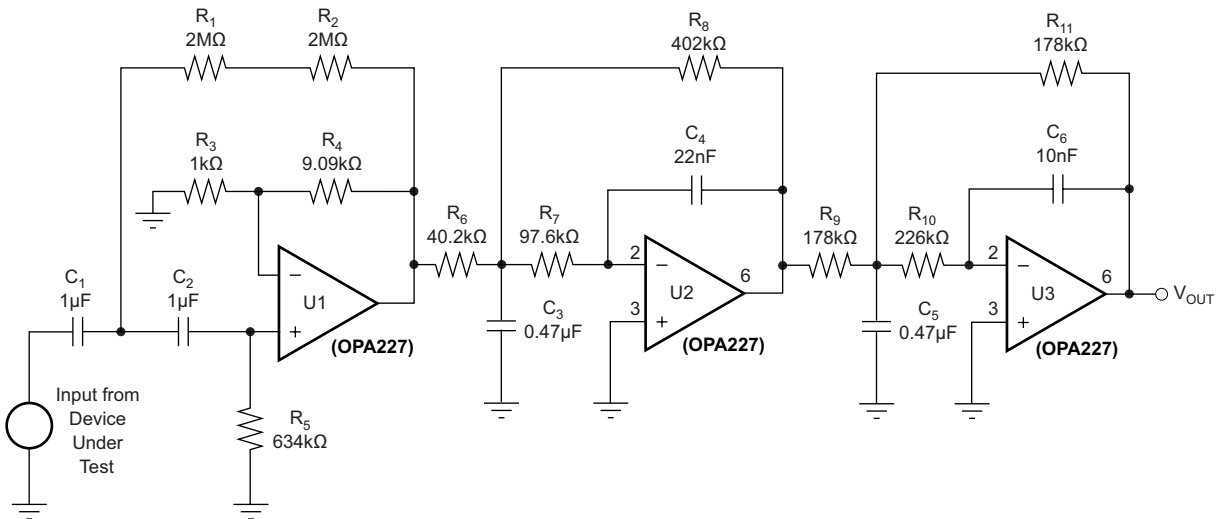 R1
2MΩ
R2
2MΩ
R3
1kΩ
R4
9.09kΩ
C1
1µF
C2
1µF
− U1 +
(OPA227)
Input from
Device
Under
Test
R5
634kΩ
R6
40.2kΩ
R7
97.6kΩ
R8
402kΩ
C4
22nF
C3
0.47µF
2 −
U2 6
3 +
(OPA227)
R9
178kΩ
R10
226kΩ
R11
178kΩ
C6
10nF
C5
0.47µF
2 −
U3 6
3 +
(OPA227)
VOUT